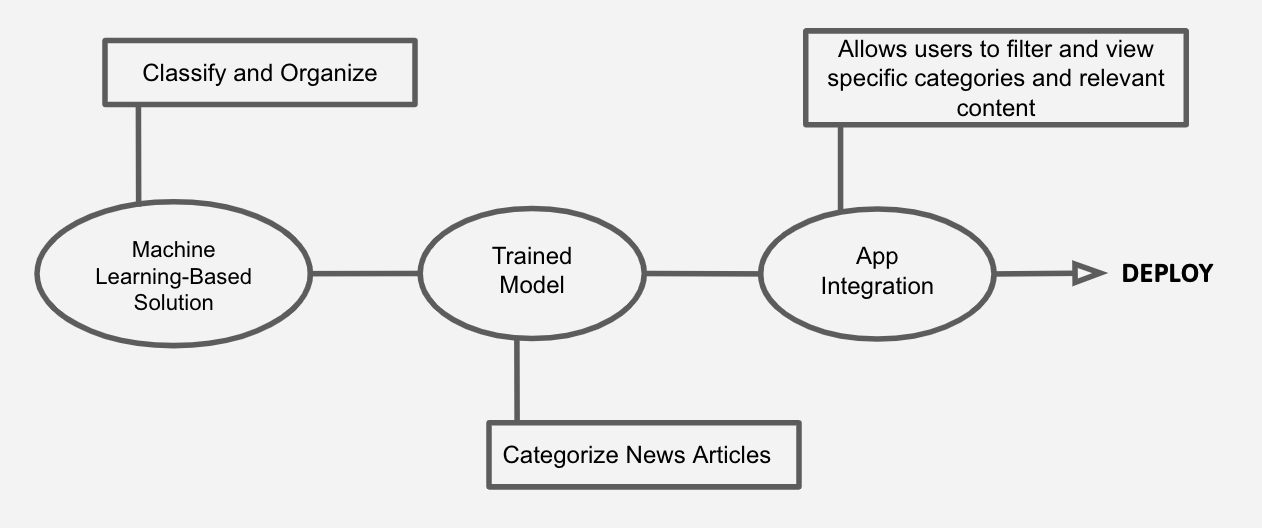 Classify and Organize
Allows users to filter and view
specific categories and relevant
content
Machine
Learning-Based
Solution
Trained
Model
App
Integration
DEPLOY
Categorize News Articles